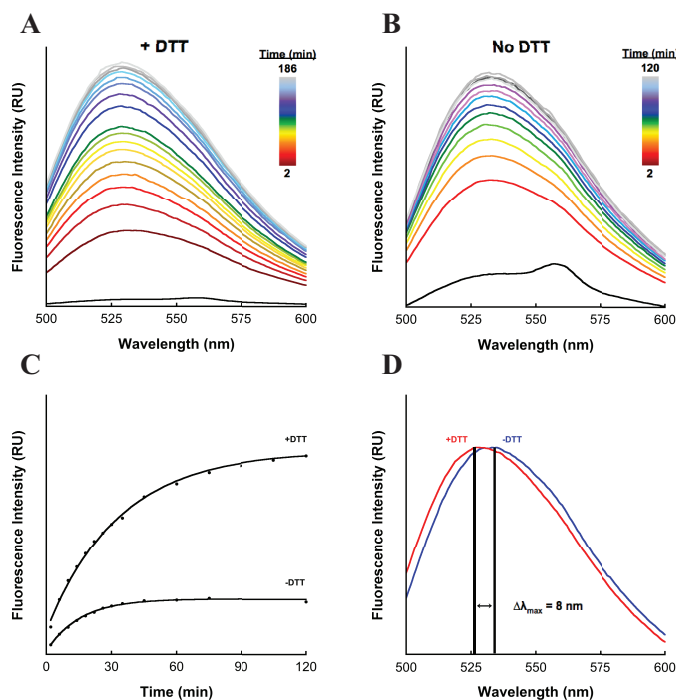 A
+ DTT
Time (min)
186
2
Fluorescence Intensity (RU)
500 525 550 575 600
Wavelength (nm)
B
No DTT
Time (min)
120
2
Fluorescence Intensity (RU)
500 525 550 575 600
Wavelength (nm)
C
+DTT
-DTT
Fluorescence Intensity (RU)
0 30 60 90 120
Time (min)
D
+DTT -DTT
Δλmax = 8 nm
Fluorescence Intensity (RU)
500 525 550 575 600
Wavelength (nm)